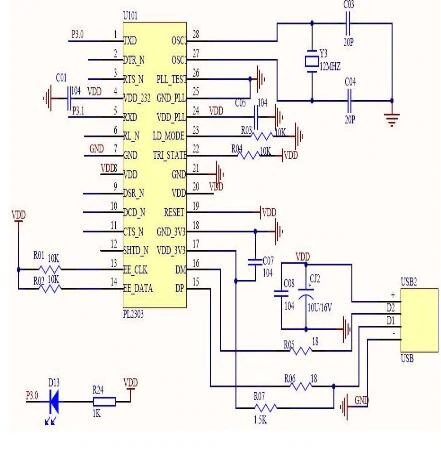 U101
C03
20P
Y3
12MHZ
C04
20P
P3.0 1 TXD OSC1 28
2 DTR_N OSC2 27
3 RTS_N PLL_TEST 26
C01 104 VDD 4 VDD_232 GND_PLL 25
P3.1 5 RXD VDD_PLL 24 VDD C05 104
6 RI_N LD_MODE 23 R03 10K
GND 7 GND TRI_STATE 22 R04 10K VDD
VDD 8 VDD GND 21
9 DSR_N VDD 20 VDD
10 DCD_N RESET 19 VDD
11 CTS_N GND_3V3 18
12 SHTD_N VDD_3V3 17
VDD
R01 10K 13 EE_CLK DM 16
R02 10K 14 EE_DATA DP 15
PL2303
C07
104
VDD
C08
104
CJ2
10U/16V
USB2
+
D2
D1
-
USB
R05 18
R06 18
R07
1.5K
GND
P3.0
D13
R24
1K
VDD